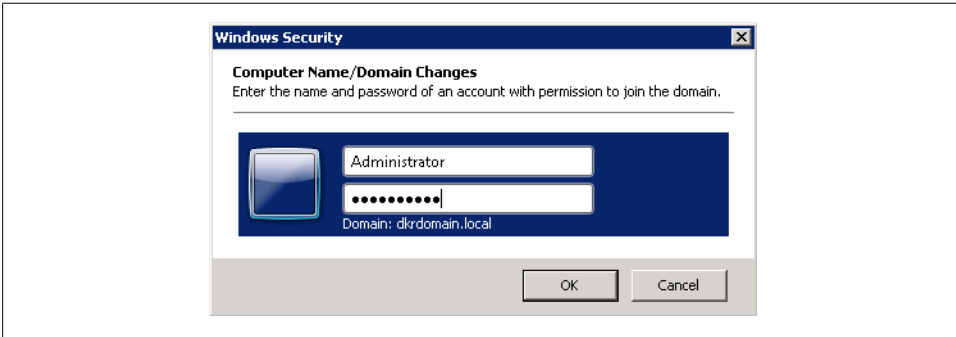 Windows Security
Computer Name/Domain Changes
Enter the name and password of an account with permission to join the domain.
Administrator
●●●●●●●●●●
Domain: dkrdomain.local
OK
Cancel